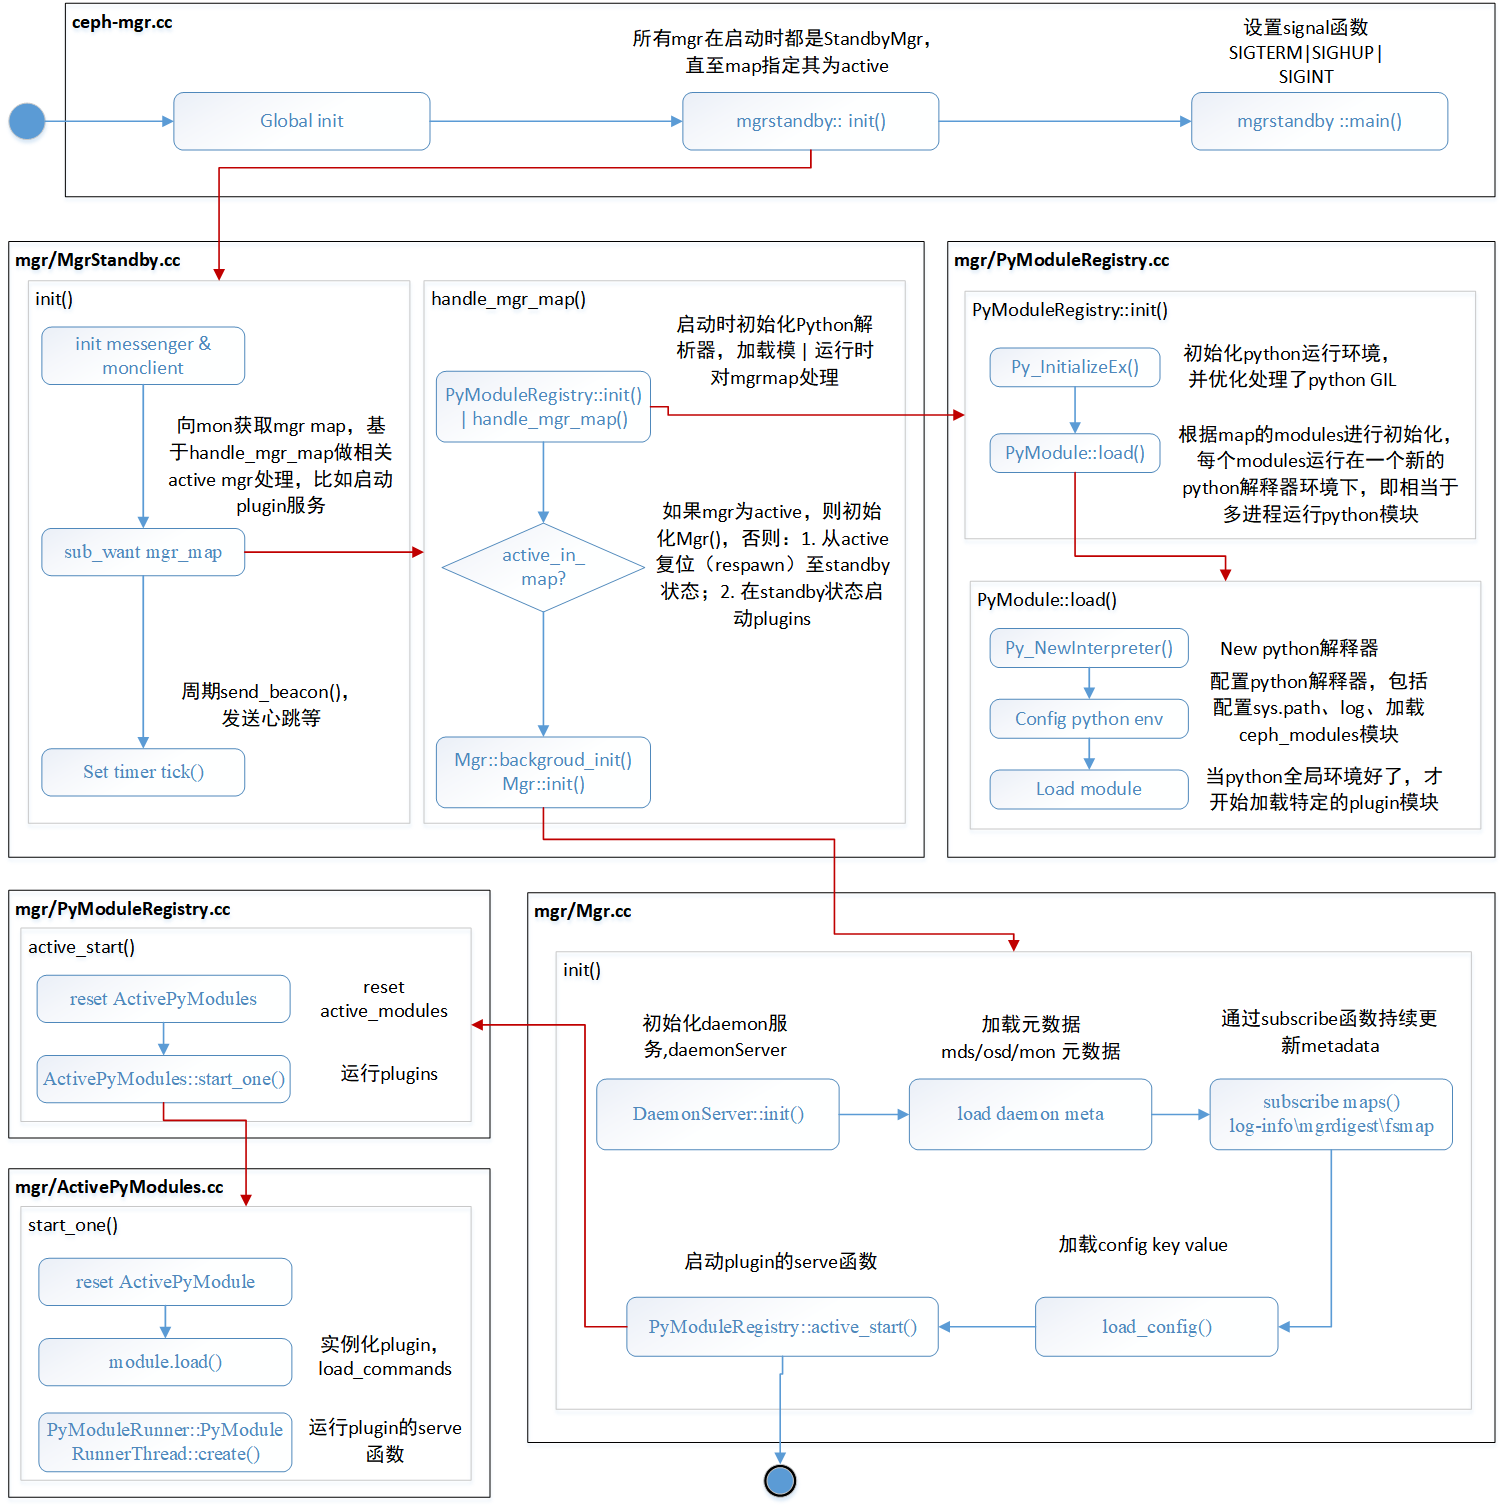 ceph-mgr.cc
所有mgr在启动时都是StandbyMgr，
直至map指定其为active
设置signal函数
SIGTERM|SIGHUP|
SIGINT
Global init
mgrstandby:: init()
mgrstandby ::main()
mgr/MgrStandby.cc
init()
init messenger &
monclient
向mon获取mgr map，基
于handle_mgr_map做相关
active mgr处理，比如启动
plugin服务
sub_want mgr_map
周期send_beacon()，
发送心跳等
Set timer tick()
handle_mgr_map()
启动时初始化Python解
析器，加载模 | 运行时
对mgrmap处理
PyModuleRegistry::init()
| handle_mgr_map()
如果mgr为active，则初始
化Mgr()，否则：1. 从active
复位（respawn）至standby
状态；2. 在standby状态启
动plugins
active_in_
map?
Mgr::backgroud_init()
Mgr::init()
mgr/PyModuleRegistry.cc
PyModuleRegistry::init()
Py_InitializeEx()
初始化python运行环境，
并优化处理了python GIL
PyModule::load()
根据map的modules进行初始化，
每个modules运行在一个新的
python解释器环境下，即相当于
多进程运行python模块
PyModule::load()
Py_NewInterpreter()
New python解释器
Config python env
配置python解释器，包括
配置sys.path、log、加载
ceph_modules模块
Load module
当python全局环境好了，才
开始加载特定的plugin模块
mgr/PyModuleRegistry.cc
active_start()
reset ActivePyModules
reset
active_modules
ActivePyModules::start_one()
运行plugins
mgr/ActivePyModules.cc
start_one()
reset ActivePyModule
module.load()
实例化plugin，
load_commands
PyModuleRunner::PyModule
RunnerThread::create()
运行plugin的serve
函数
mgr/Mgr.cc
init()
初始化daemon服
务,daemonServer
加载元数据
mds/osd/mon 元数据
通过subscribe函数持续更
新metadata
DaemonServer::init()
load daemon meta
subscribe maps()
log-info\mgrdigest\fsmap
启动plugin的serve函数
加载config key value
PyModuleRegistry::active_start()
load_config()